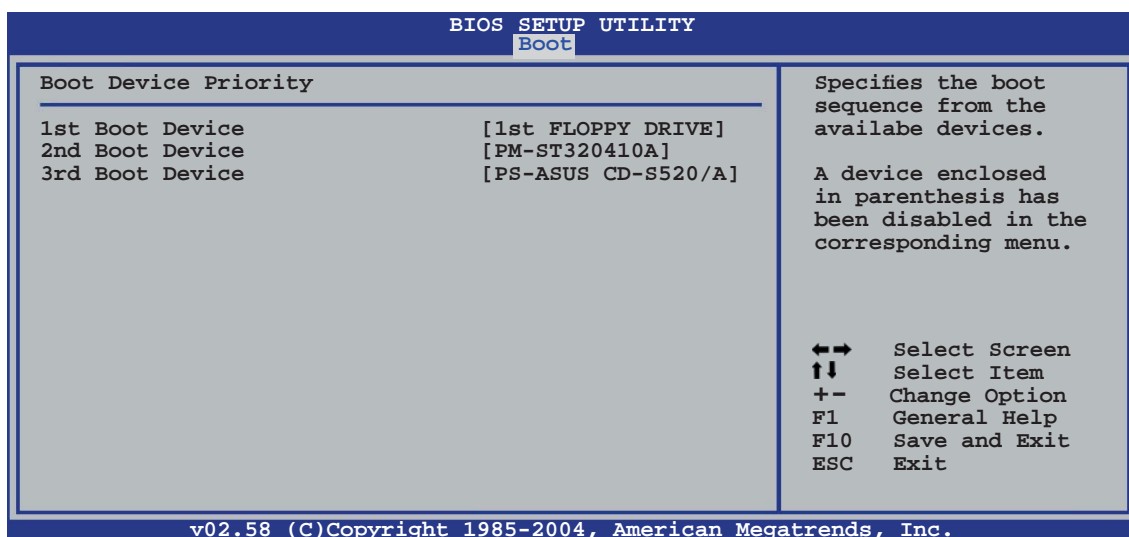 BIOS SETUP UTILITY
Boot
Boot Device Priority
1st Boot Device [1st FLOPPY DRIVE]
2nd Boot Device [PM-ST320410A]
3rd Boot Device [PS-ASUS CD-S520/A]
Specifies the boot
sequence from the
availabe devices.
A device enclosed
in parenthesis has
been disabled in the
corresponding menu.
←→ Select Screen
↑↓ Select Item
+- Change Option
F1 General Help
F10 Save and Exit
ESC Exit
v02.58 (C)Copyright 1985-2004, American Megatrends, Inc.